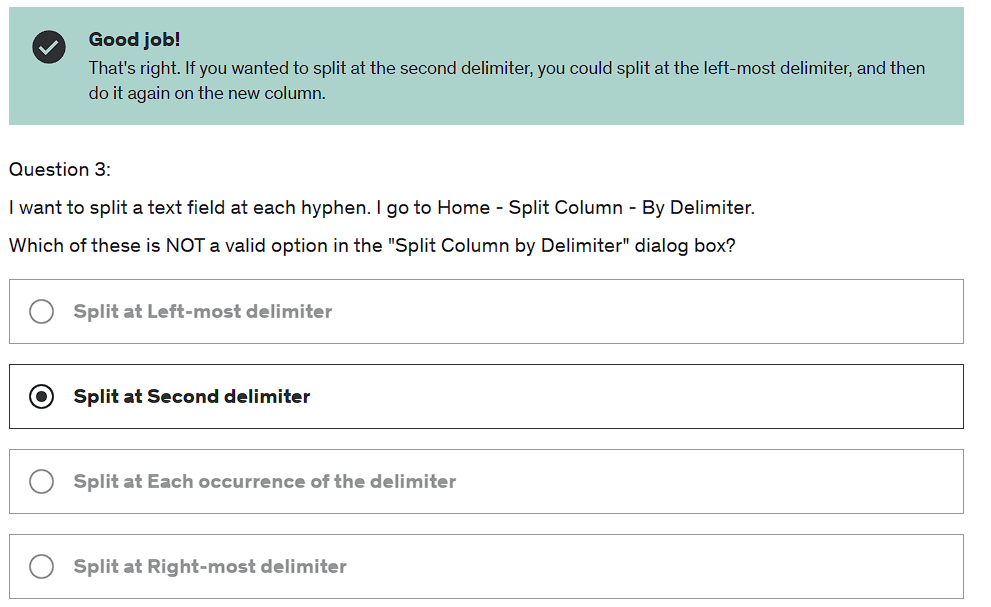 Good job!
That's right. If you wanted to split at the second delimiter, you could split at the left-most delimiter, and then
do it again on the new column.
Question 3:
I want to split a text field at each hyphen. I go to Home - Split Column - By Delimiter.
Which of these is NOT a valid option in the "Split Column by Delimiter" dialog box?
Split at Left-most delimiter
Split at Second delimiter
Split at Each occurrence of the delimiter
Split at Right-most delimiter